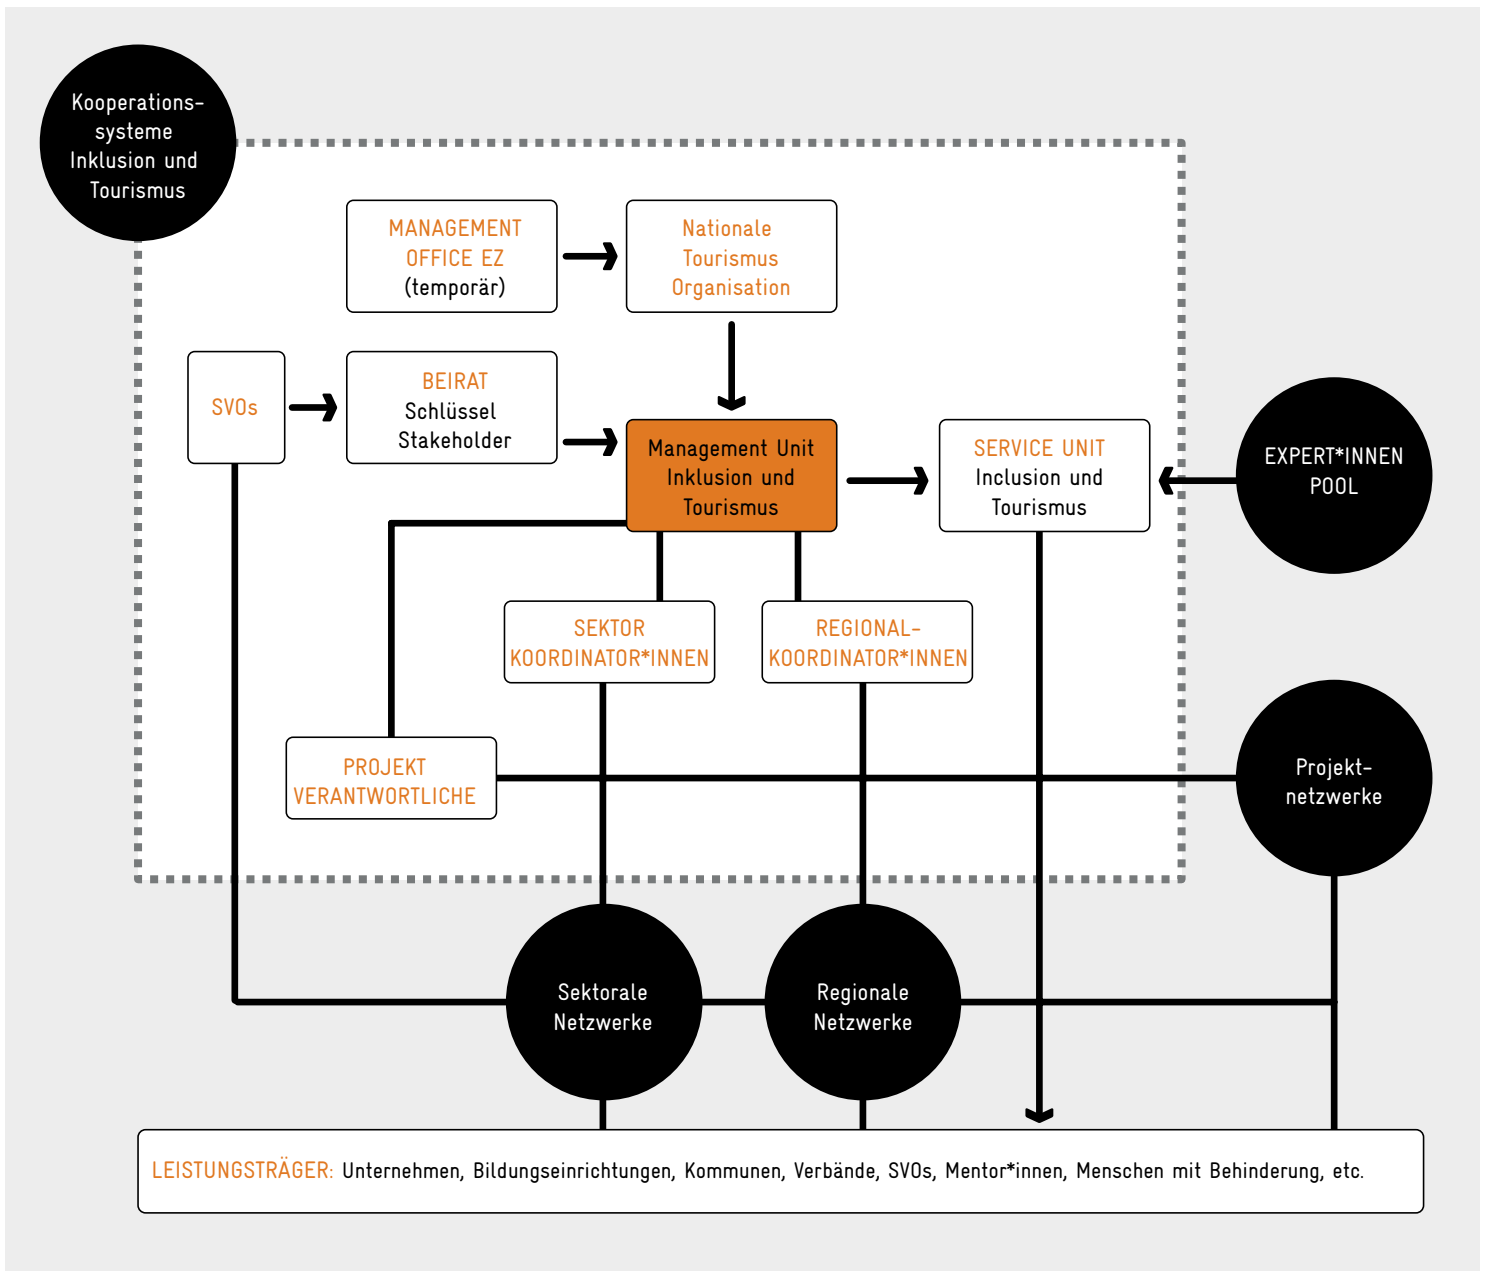 Kooperations-
systeme
Inklusion und
Tourismus
MANAGEMENT
OFFICE EZ
(temporär)
Nationale
Tourismus
Organisation
SVOs
BEIRAT
Schlüssel
Stakeholder
Management Unit
Inklusion und
Tourismus
SERVICE UNIT
Inclusion und
Tourismus
EXPERT*INNEN
POOL
SEKTOR
KOORDINATOR*INNEN
REGIONAL-
KOORDINATOR*INNEN
PROJEKT
VERANTWORTLICHE
Projekt-
netzwerke
Sektorale
Netzwerke
Regionale
Netzwerke
LEISTUNGSTRÄGER: Unternehmen, Bildungseinrichtungen, Kommunen, Verbände, SVOs, Mentor*innen, Menschen mit Behinderung, etc.